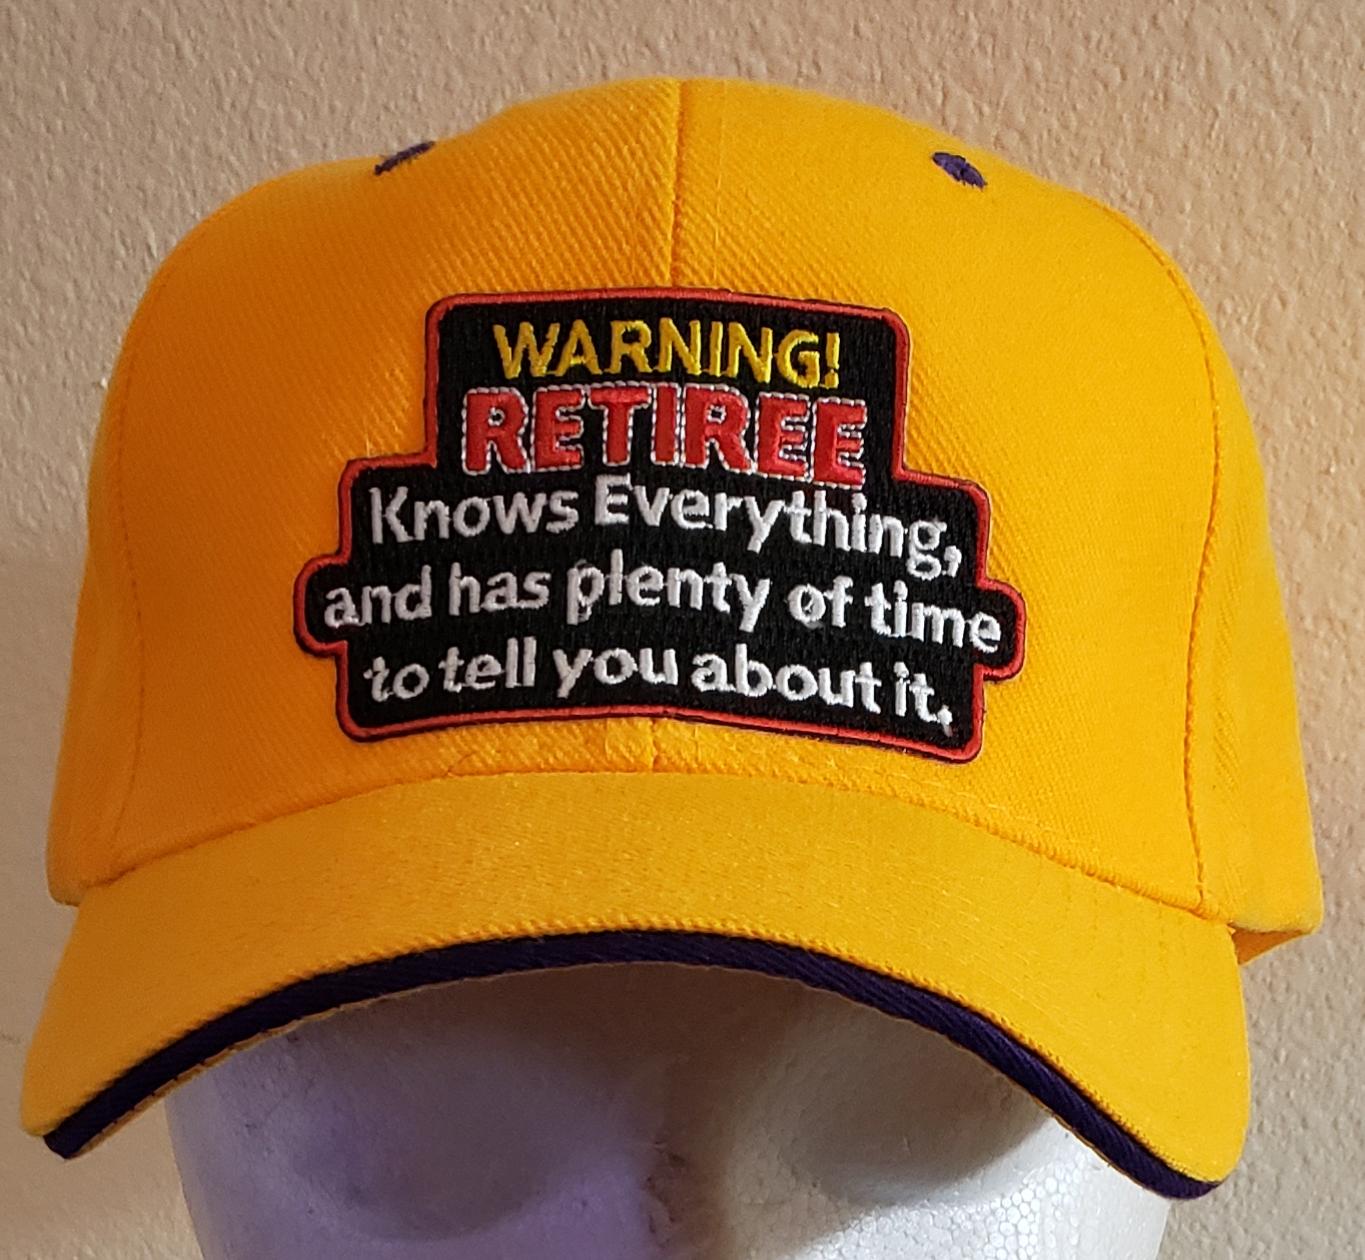 WARNING!
RETIREE
Knows Everything,
and has plenty of time
to tell you about it.